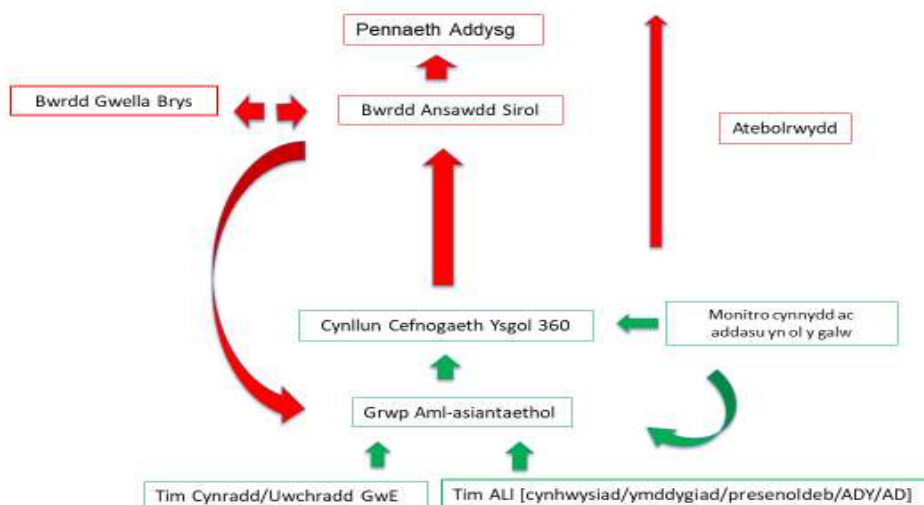 Pennaeth Addysg
Bwrdd Gwella Brys
Bwrdd Ansawdd Sirol
Atebolrwydd
Cynllun Cefnogaeth Ysgol 360
Monitro cynnydd ac
addasu yn ol y galw
Grwp Aml-asiantaethol
Tim Cynradd/Uwchradd GwE
Tim ALl [cynhwysiad/ymddygiad/presenoldeb/ADY/AD]